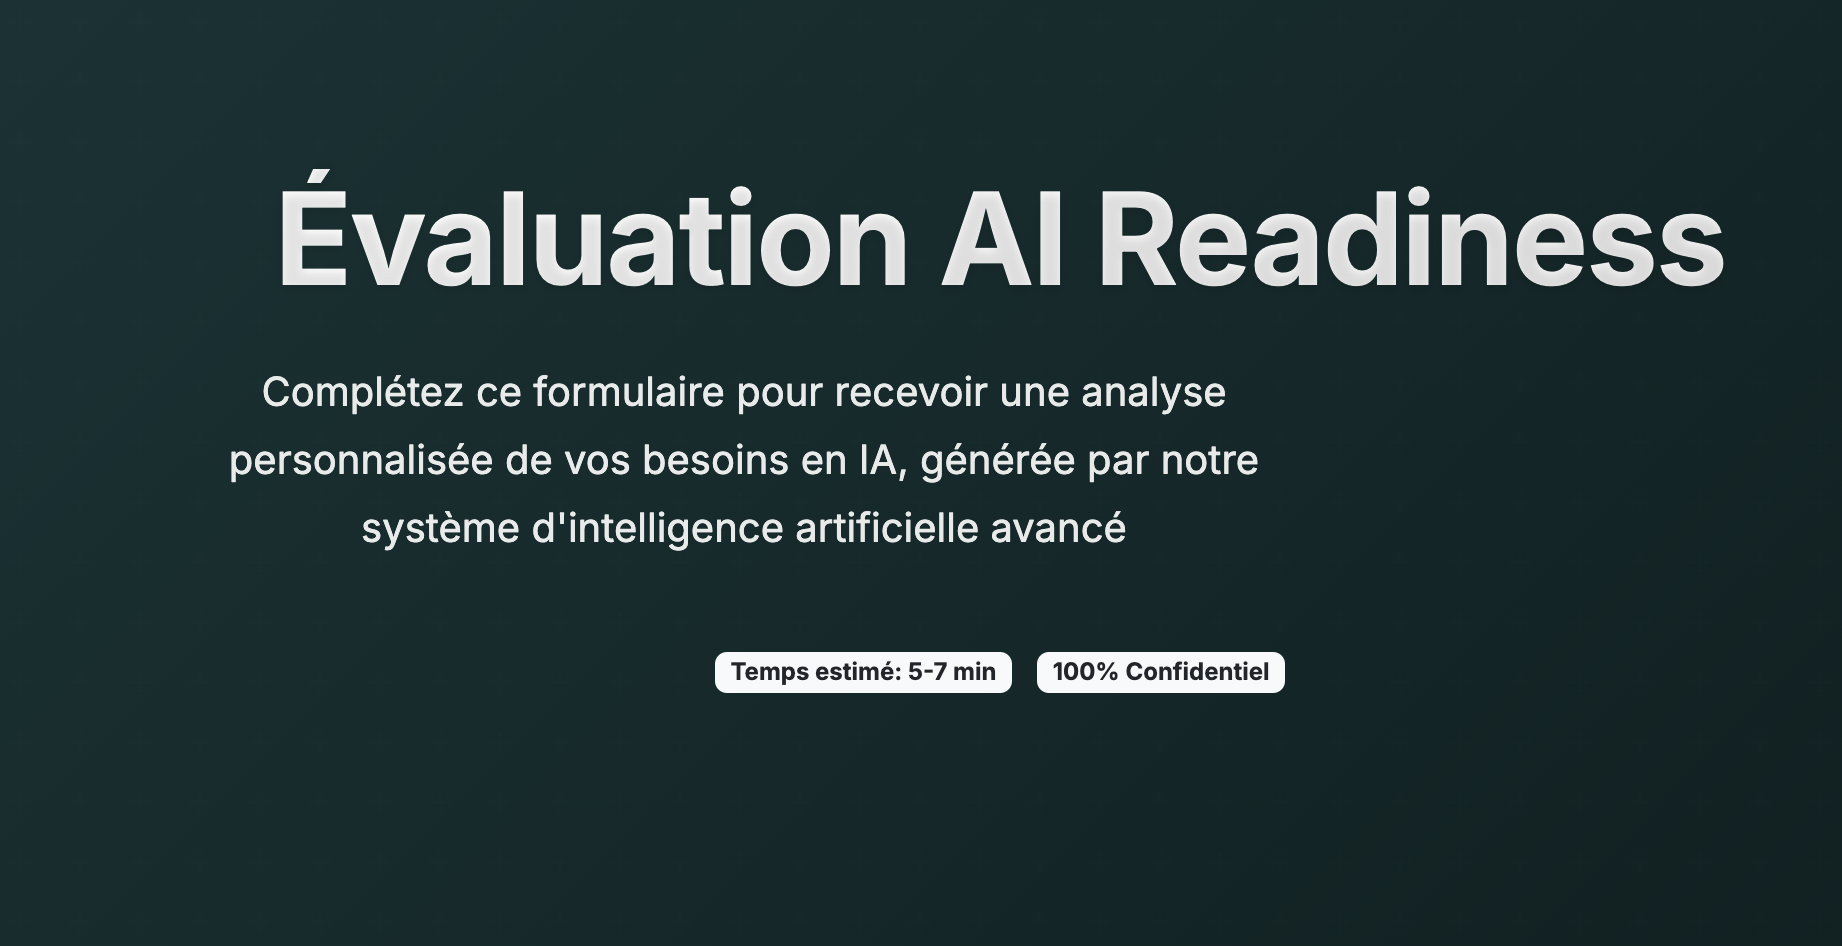 Évaluation AI Readiness
Complétez ce formulaire pour recevoir une analyse
personnalisée de vos besoins en IA, générée par notre
système d'intelligence artificielle avancé
Temps estimé: 5-7 min
100% Confidentiel